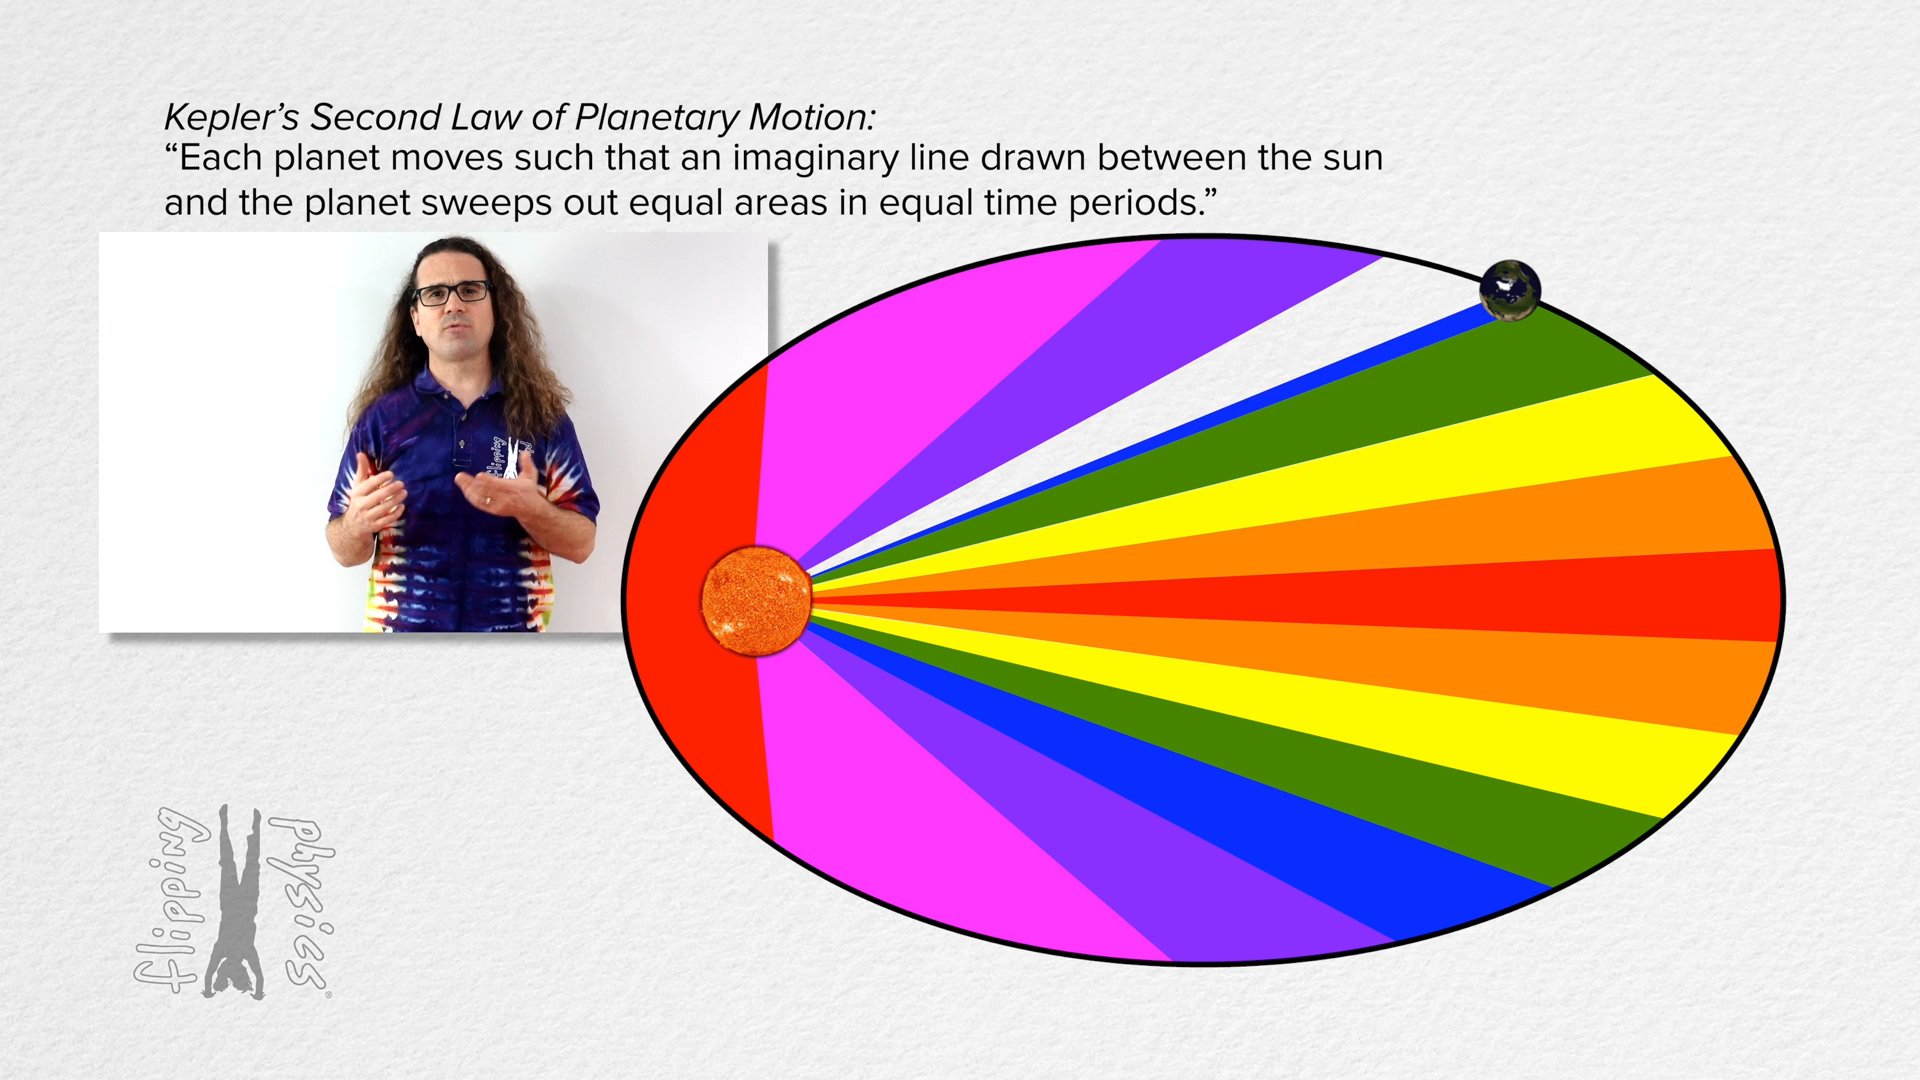 Kepler’s Second Law of Planetary Motion:
“Each planet moves such that an imaginary line drawn between the sun
and the planet sweeps out equal areas in equal time periods.”
flipping
physics
®